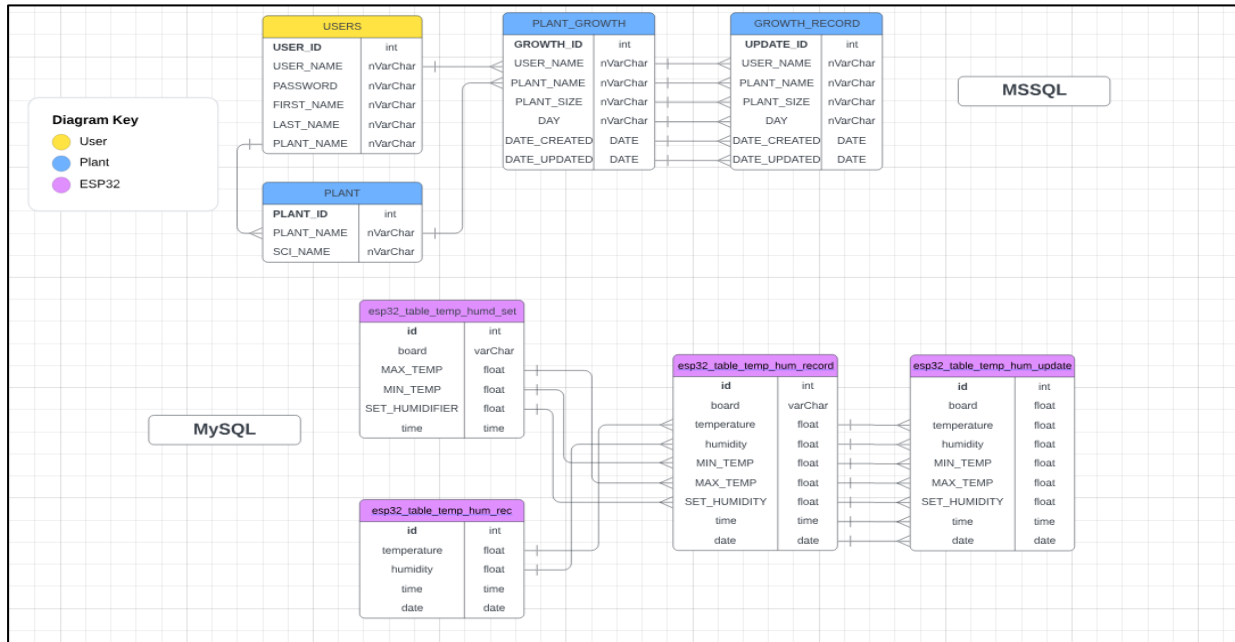 USERS
USER_ID int
USER_NAME nVarChar
PASSWORD nVarChar
FIRST_NAME nVarChar
LAST_NAME nVarChar
PLANT_NAME nVarChar
PLANT_GROWTH
GROWTH_ID int
USER_NAME nVarChar
PLANT_NAME nVarChar
PLANT_SIZE nVarChar
DAY nVarChar
DATE_CREATED DATE
DATE_UPDATED DATE
GROWTH_RECORD
UPDATE_ID int
USER_NAME nVarChar
PLANT_NAME nVarChar
PLANT_SIZE nVarChar
DAY nVarChar
DATE_CREATED DATE
DATE_UPDATED DATE
MSSQL
Diagram Key
User
Plant
ESP32
PLANT
PLANT_ID int
PLANT_NAME nVarChar
SCI_NAME nVarChar
esp32_table_temp_humd_set
id int
board varChar
MAX_TEMP float
MIN_TEMP float
SET_HUMIDIFIER float
time time
MySQL
esp32_table_temp_hum_rec
id int
temperature float
humidity float
time time
date date
esp32_table_temp_hum_record
id int
board varChar
temperature float
humidity float
MIN_TEMP float
MAX_TEMP float
SET_HUMIDITY float
time time
date date
esp32_table_temp_hum_update
id int
board float
temperature float
humidity float
MIN_TEMP float
MAX_TEMP float
SET_HUMIDITY float
time time
date date